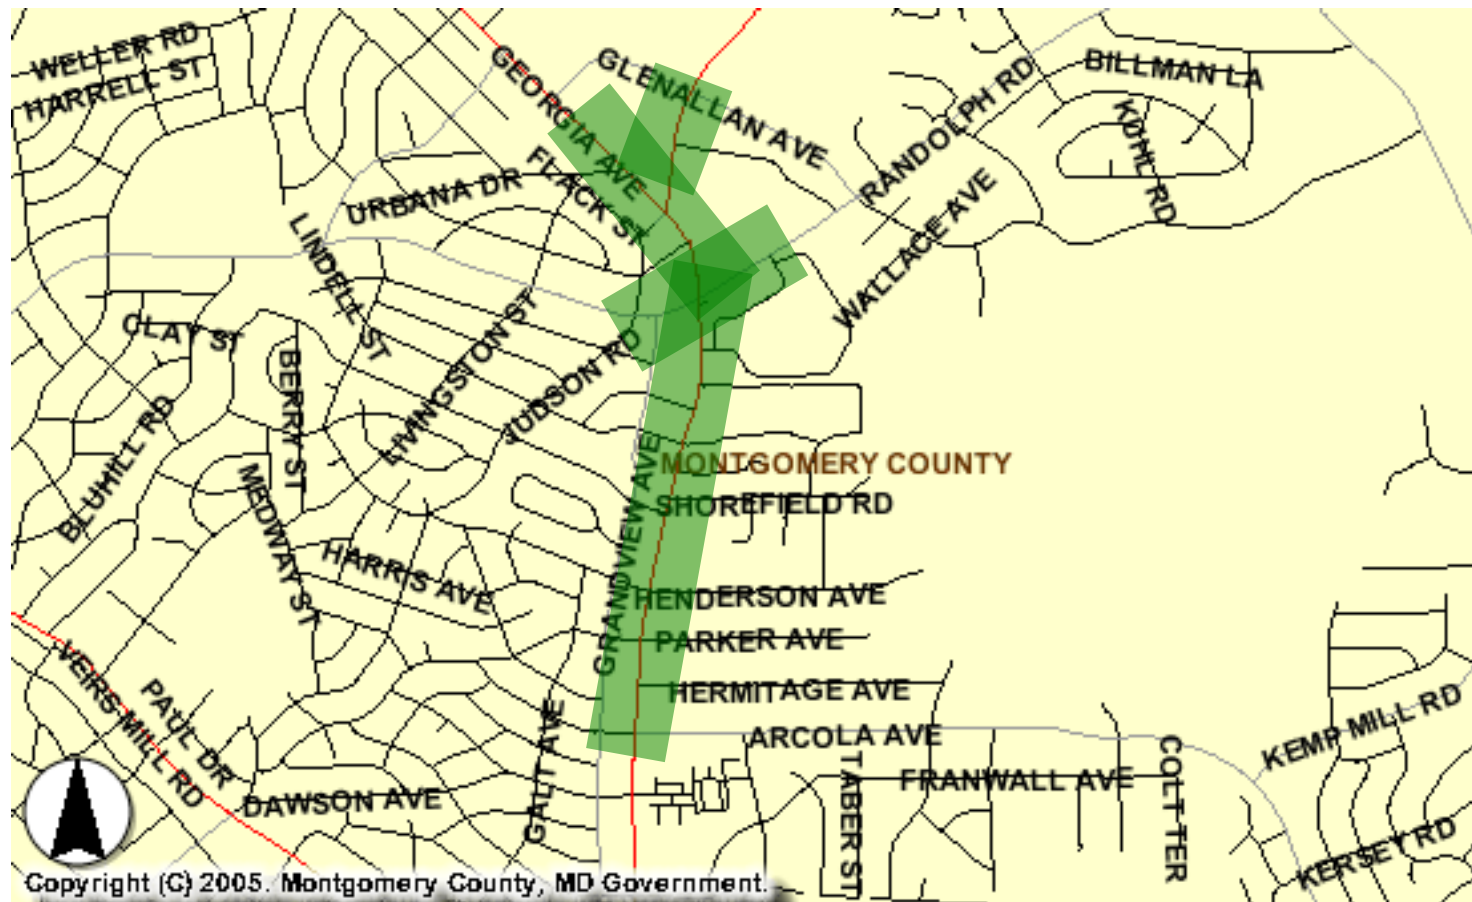 WELLER RD
HARRELL ST
GEORGIA AVE
GLENALLAN AVE
RANDOLPH RD
BILLMAN LA
KUHL RD
FLACK ST
URBANA DR
WALLACE AVE
LINDELL ST
CLAY ST
BERRY ST
LIVINGSTON ST
JUDSON RD
BLUHILL RD
MEDWAY ST
GRANDVIEW AVE
MONTGOMERY COUNTY
SHOREFIELD RD
HARRIS AVE
HENDERSON AVE
PARKER AVE
HERMITAGE AVE
ARCOLA AVE
VEIRS MILL RD
PAUL DR
GALT AVE
DAWSON AVE
TABER ST
FRANWALL AVE
COLT TER
KEMP MILL RD
KERSEY RD
Copyright (C) 2005. Montgomery County, MD Government.